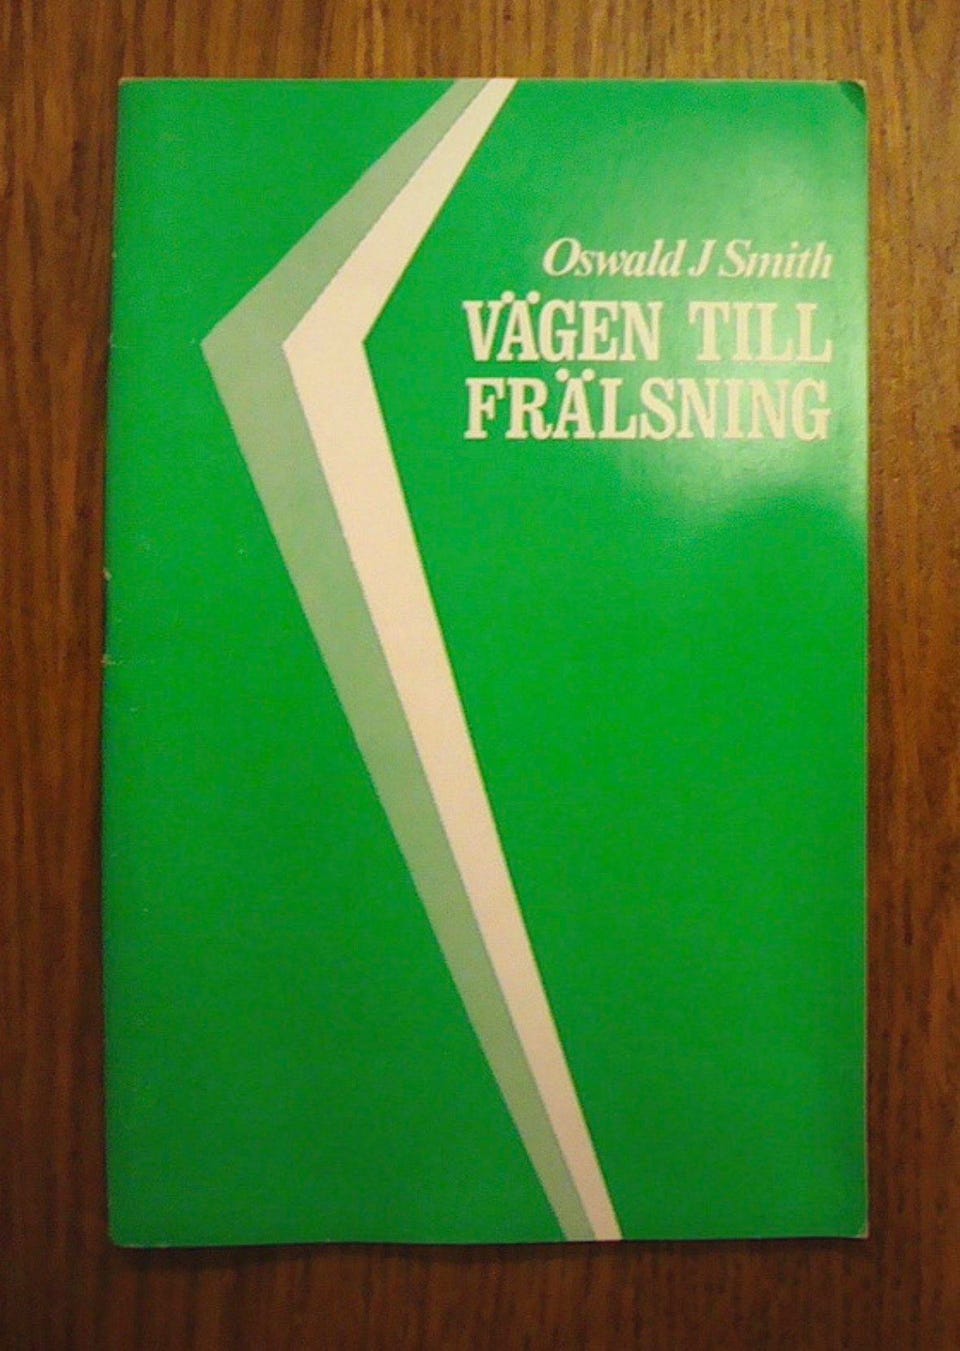 Oswald J Smith
VÄGEN TILL
FRÄLSNING